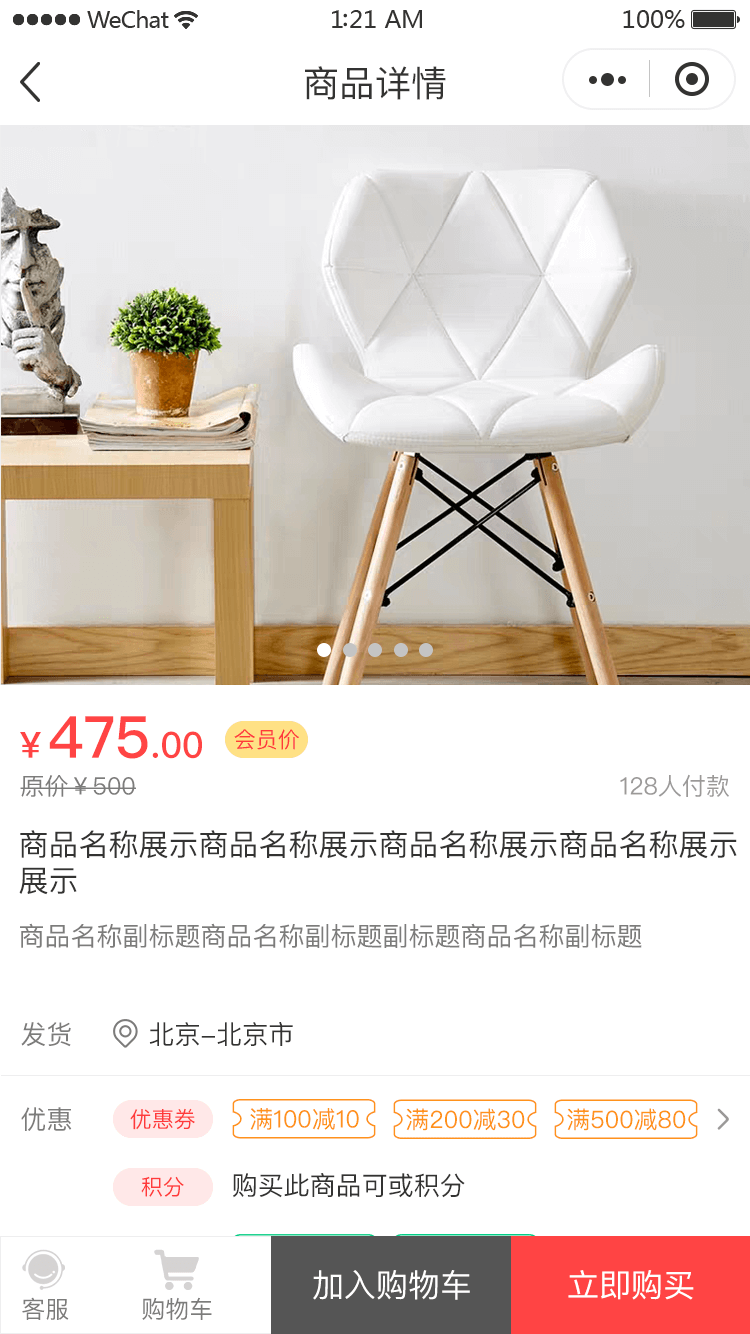 WeChat 1:21 AM 100%
商品详情
¥475.00 会员价
原价¥500 128人付款
商品名称展示商品名称展示商品名称展示商品名称展示
展示
商品名称副标题商品名称副标题副标题商品名称副标题
发货 北京–北京市
优惠 优惠券 满100减10 满200减30 满500减80
积分 购买此商品可或积分
客服 购物车 加入购物车 立即购买